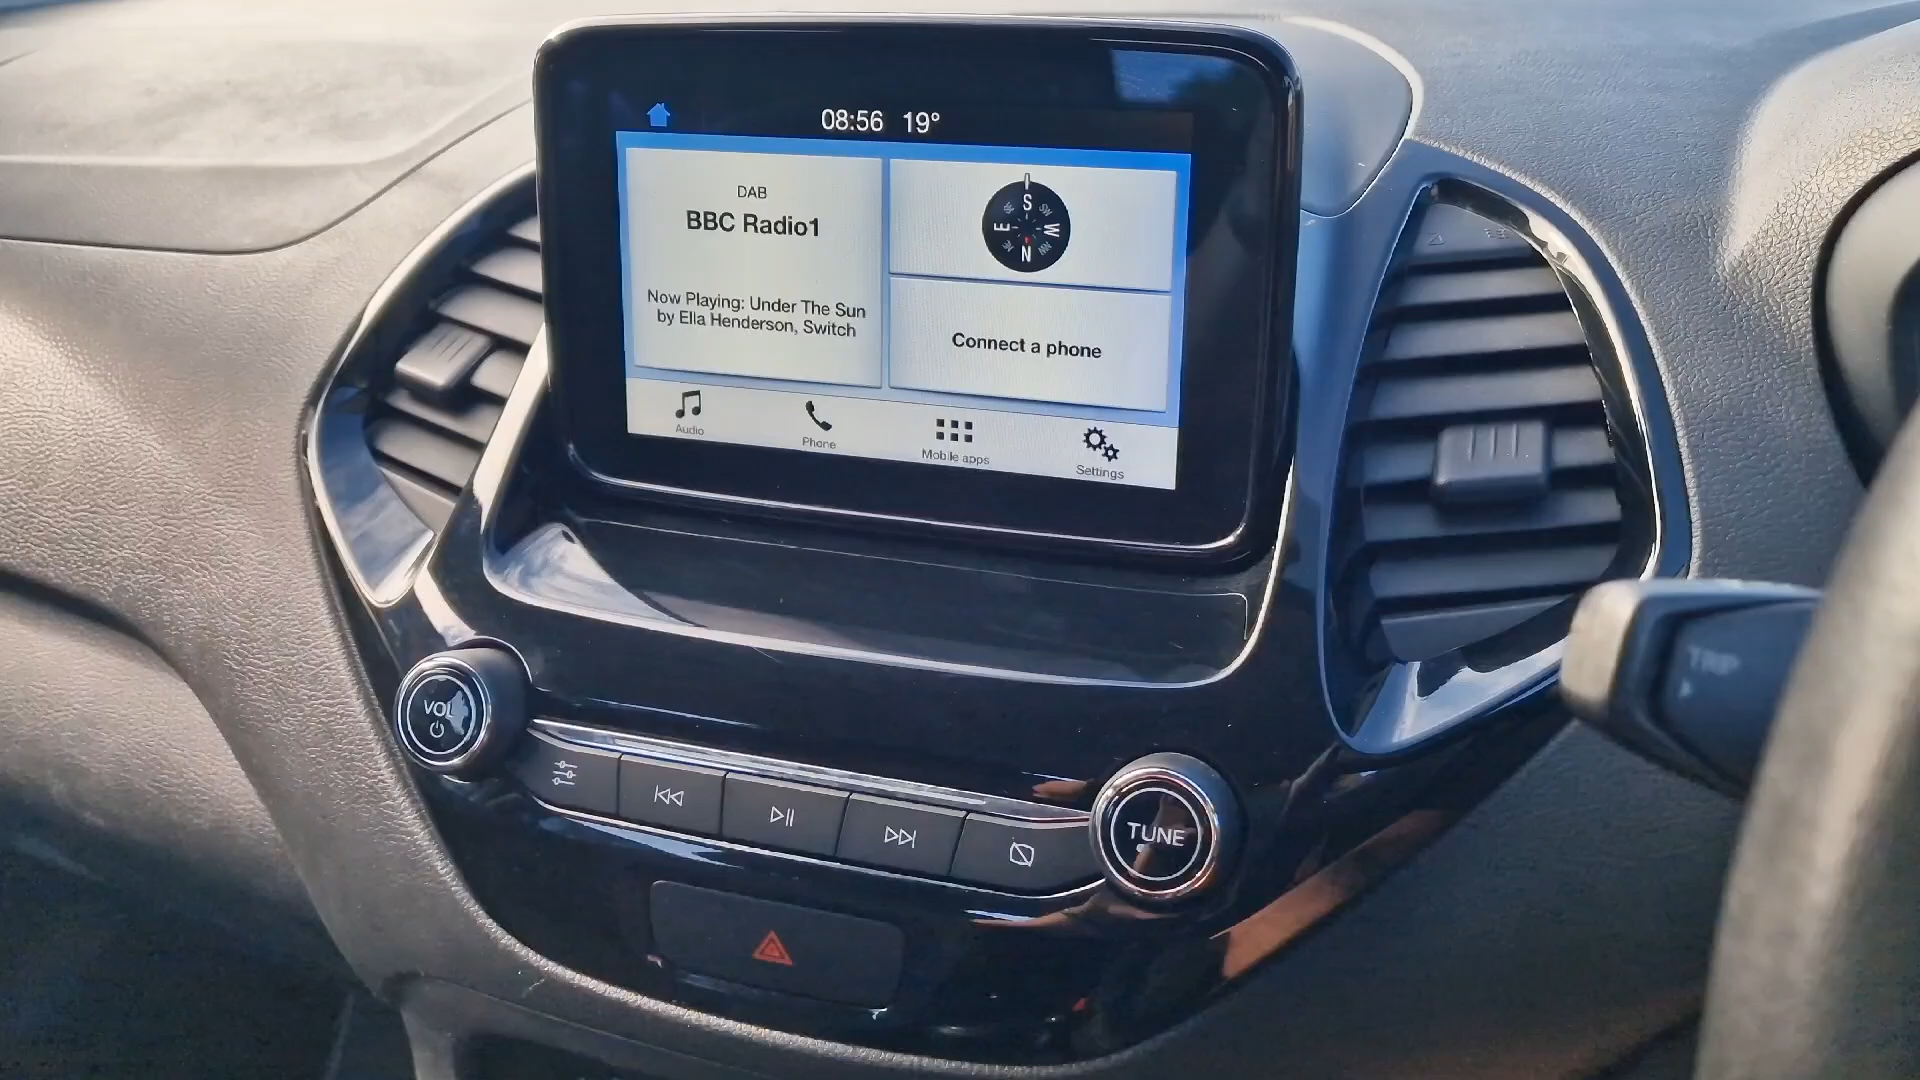 08:56 19°
DAB
BBC Radio1
Now Playing: Under The Sun
by Ella Henderson, Switch
S
E W
N
Connect a phone
Audio
Phone
Mobile apps
Settings
VOL
TUNE
TRIP